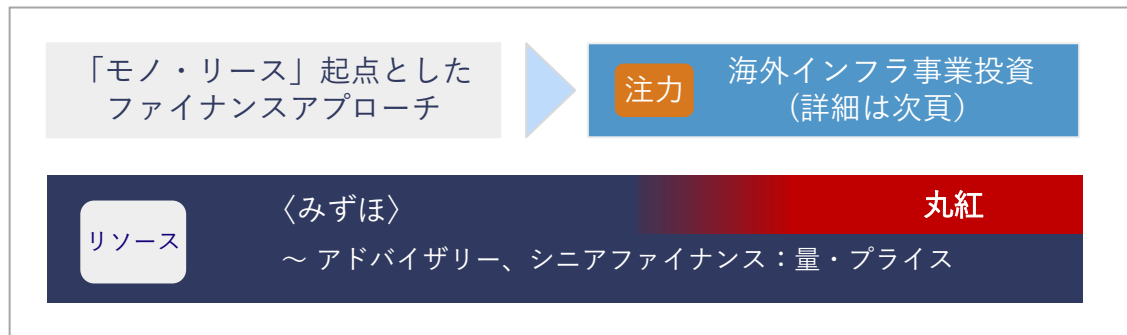 「モノ・リース」起点とした
ファイナンスアプローチ
注力
海外インフラ事業投資
(詳細は次頁)
リソース
〈みずほ〉
丸紅
～ アドバイザリー、シニアファイナンス：量・プライス